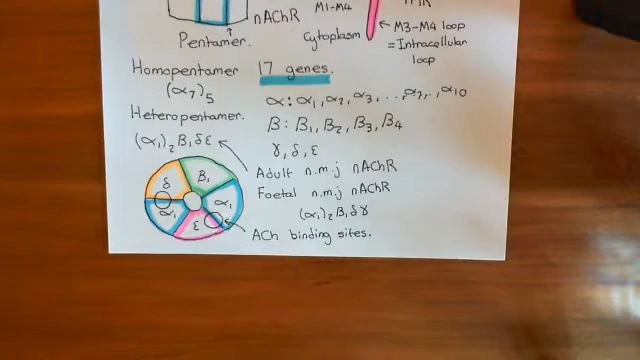 nAChR
M1-M4
Pentamer.
Cytoplasm
M3-M4 loop
= Intracellular
loop
Homopentamer
17 genes.
(α7)5
α: α1, α2, α3, ... α7, .., α10
Heteropentamer.
β: β1, β2, β3, β4
(α1)2 β1 δ ε
γ, δ, ε
Adult n.m.j nAChR
Foetal n.m.j nAChR
(α1)2 β1 δ γ
ACh binding sites.
δ
β1
α1
α1
ε